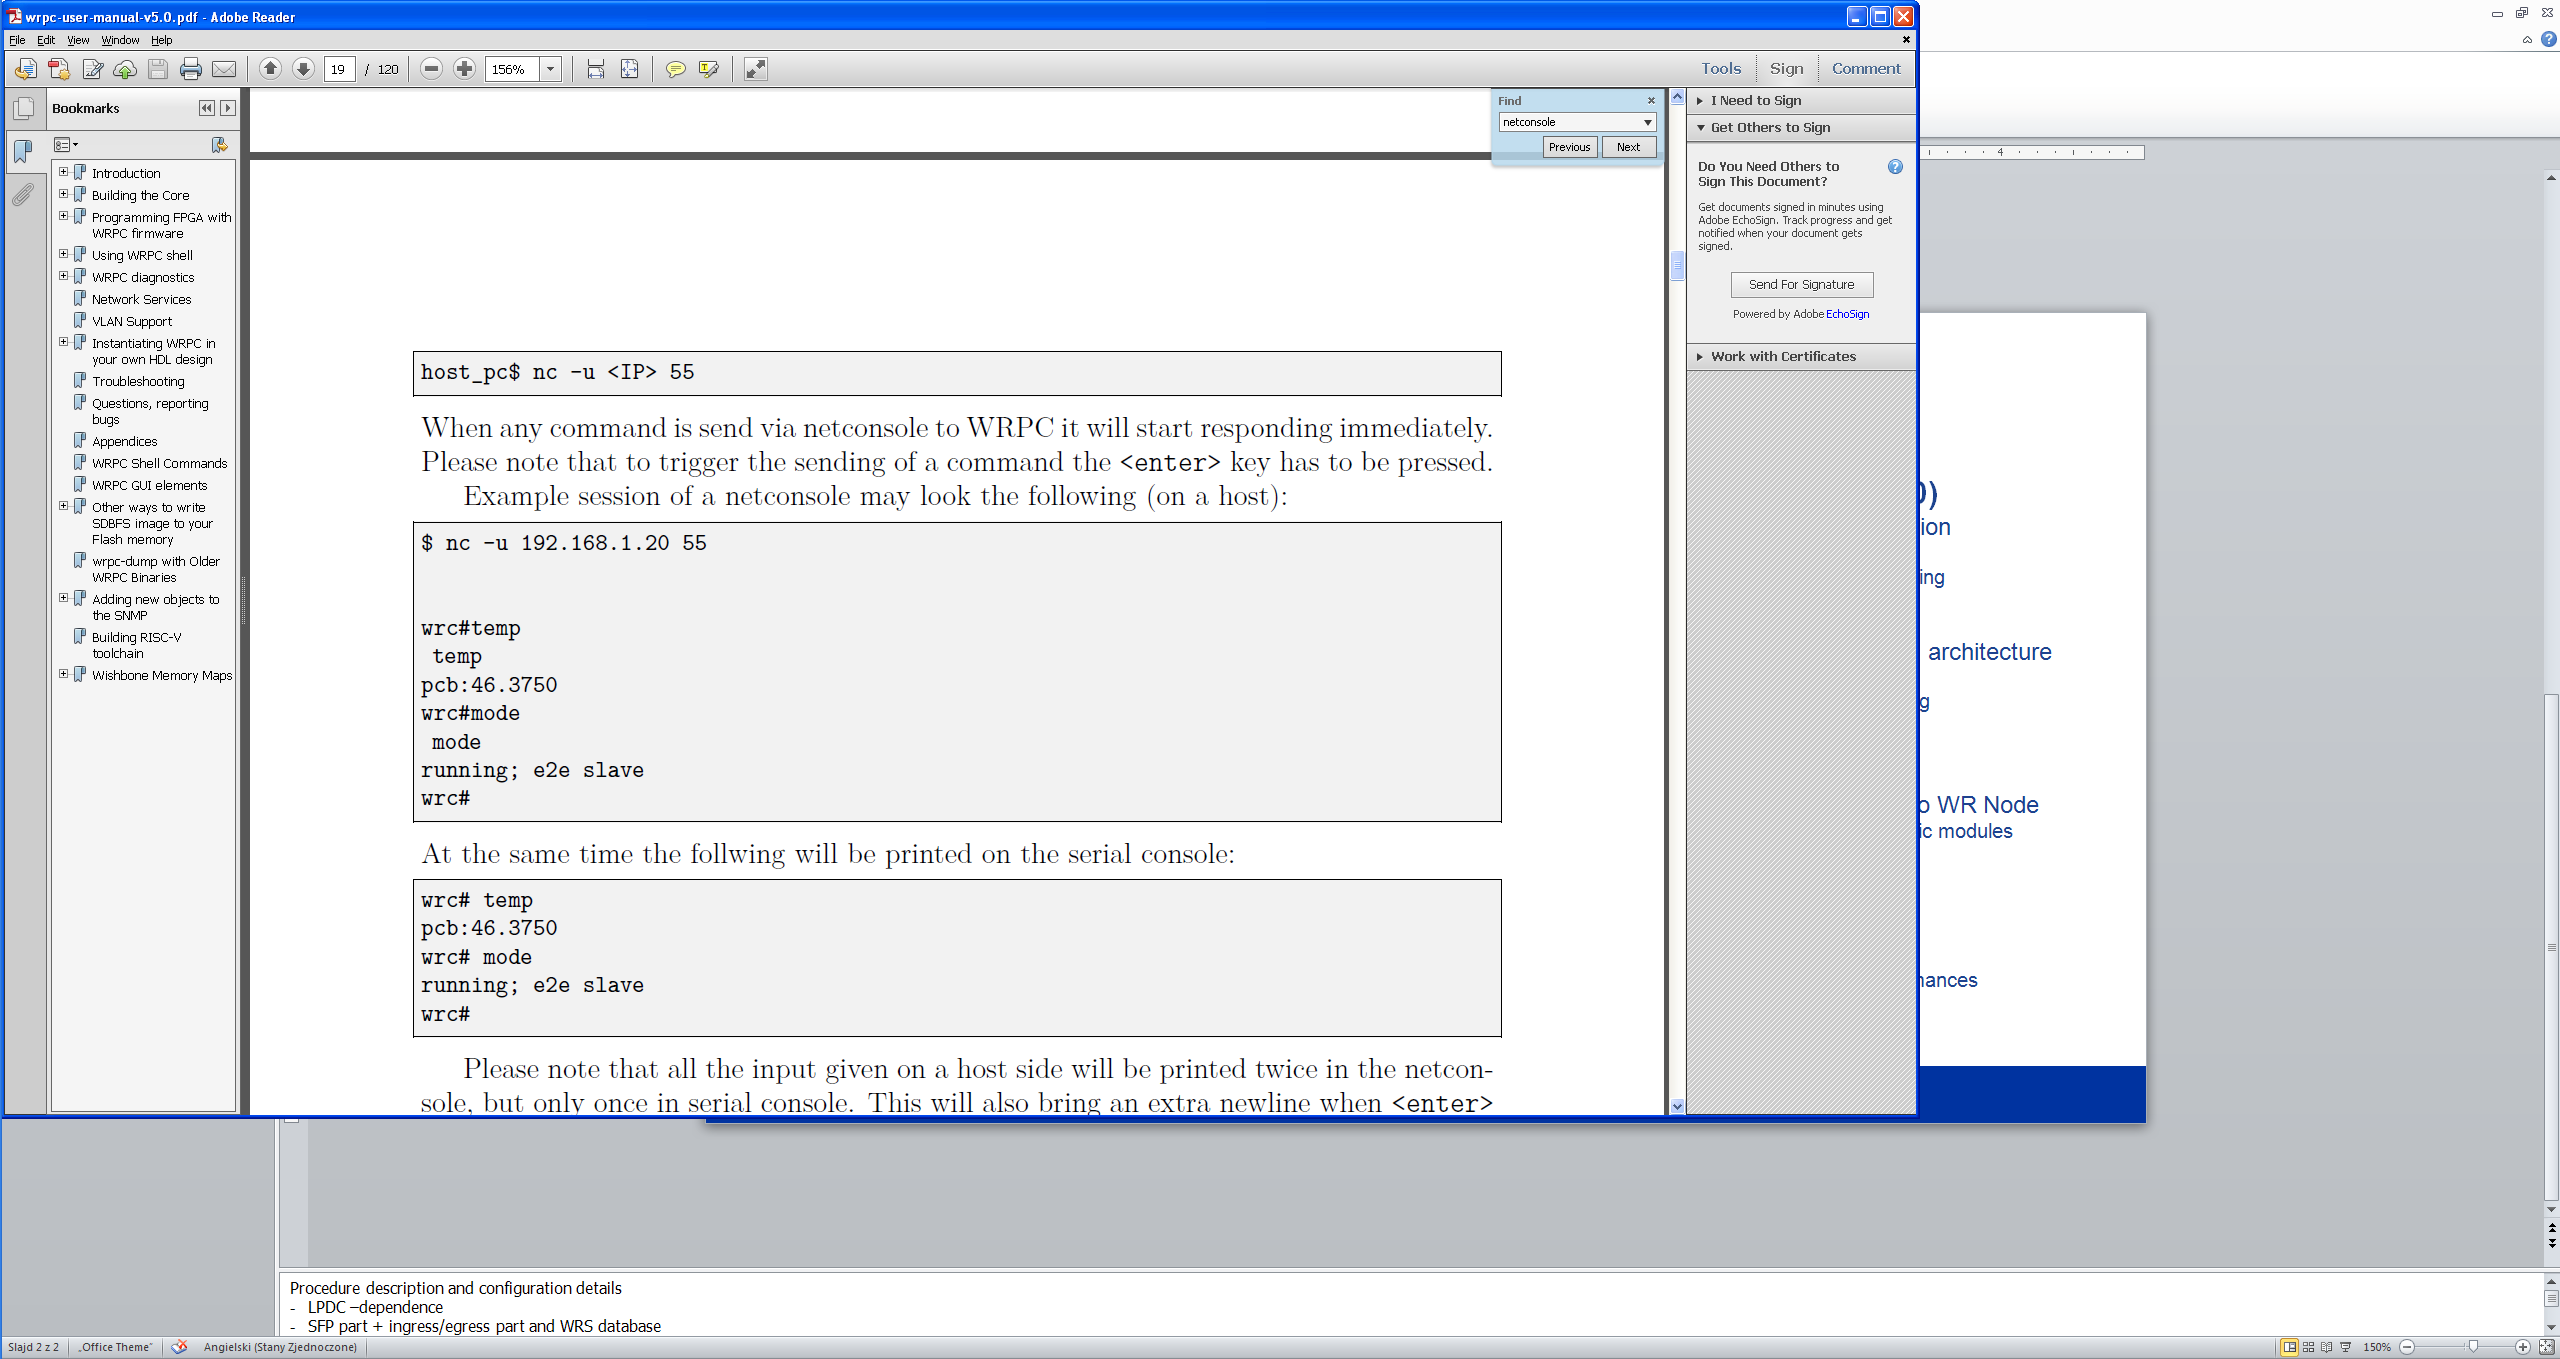 wrpc-user-manual-v5.0.pdf - Adobe Reader
File Edit View Window Help
19 / 120 156%
Tools Sign Comment
Bookmarks
Introduction
Building the Core
Programming FPGA with
WRPC firmware
Using WRPC shell
WRPC diagnostics
Network Services
VLAN Support
Instantiating WRPC in
your own HDL design
Troubleshooting
Questions, reporting
bugs
Appendices
WRPC Shell Commands
WRPC GUI elements
Other ways to write
SDBFS image to your
Flash memory
wrpc-dump with Older
WRPC Binaries
Adding new objects to
the SNMP
Building RISC-V
toolchain
Wishbone Memory Maps
Find
netconsole
Previous Next
host_pc$ nc -u <IP> 55
When any command is send via netconsole to WRPC it will start responding immediately.
Please note that to trigger the sending of a command the <enter> key has to be pressed.
Example session of a netconsole may look the following (on a host):
$ nc -u 192.168.1.20 55
wrc#temp
temp
pcb:46.3750
wrc#mode
mode
running; e2e slave
wrc#
At the same time the follwing will be printed on the serial console:
wrc# temp
pcb:46.3750
wrc# mode
running; e2e slave
wrc#
Please note that all the input given on a host side will be printed twice in the netcon-
sole, but only once in serial console. This will also bring an extra newline when <enter>
I Need to Sign
Get Others to Sign
Do You Need Others to
Sign This Document?
Get documents signed in minutes using
Adobe EchoSign. Track progress and get
notified when your document gets
signed.
Send For Signature
Powered by Adobe EchoSign
Work with Certificates
4
)
ion
ing
architecture
g
o WR Node
ic modules
nances
Procedure description and configuration details
- LPDC –dependence
- SFP part + ingress/egress part and WRS database
Slajd 2 z 2 „Office Theme” Angielski (Stany Zjednoczone) 150%